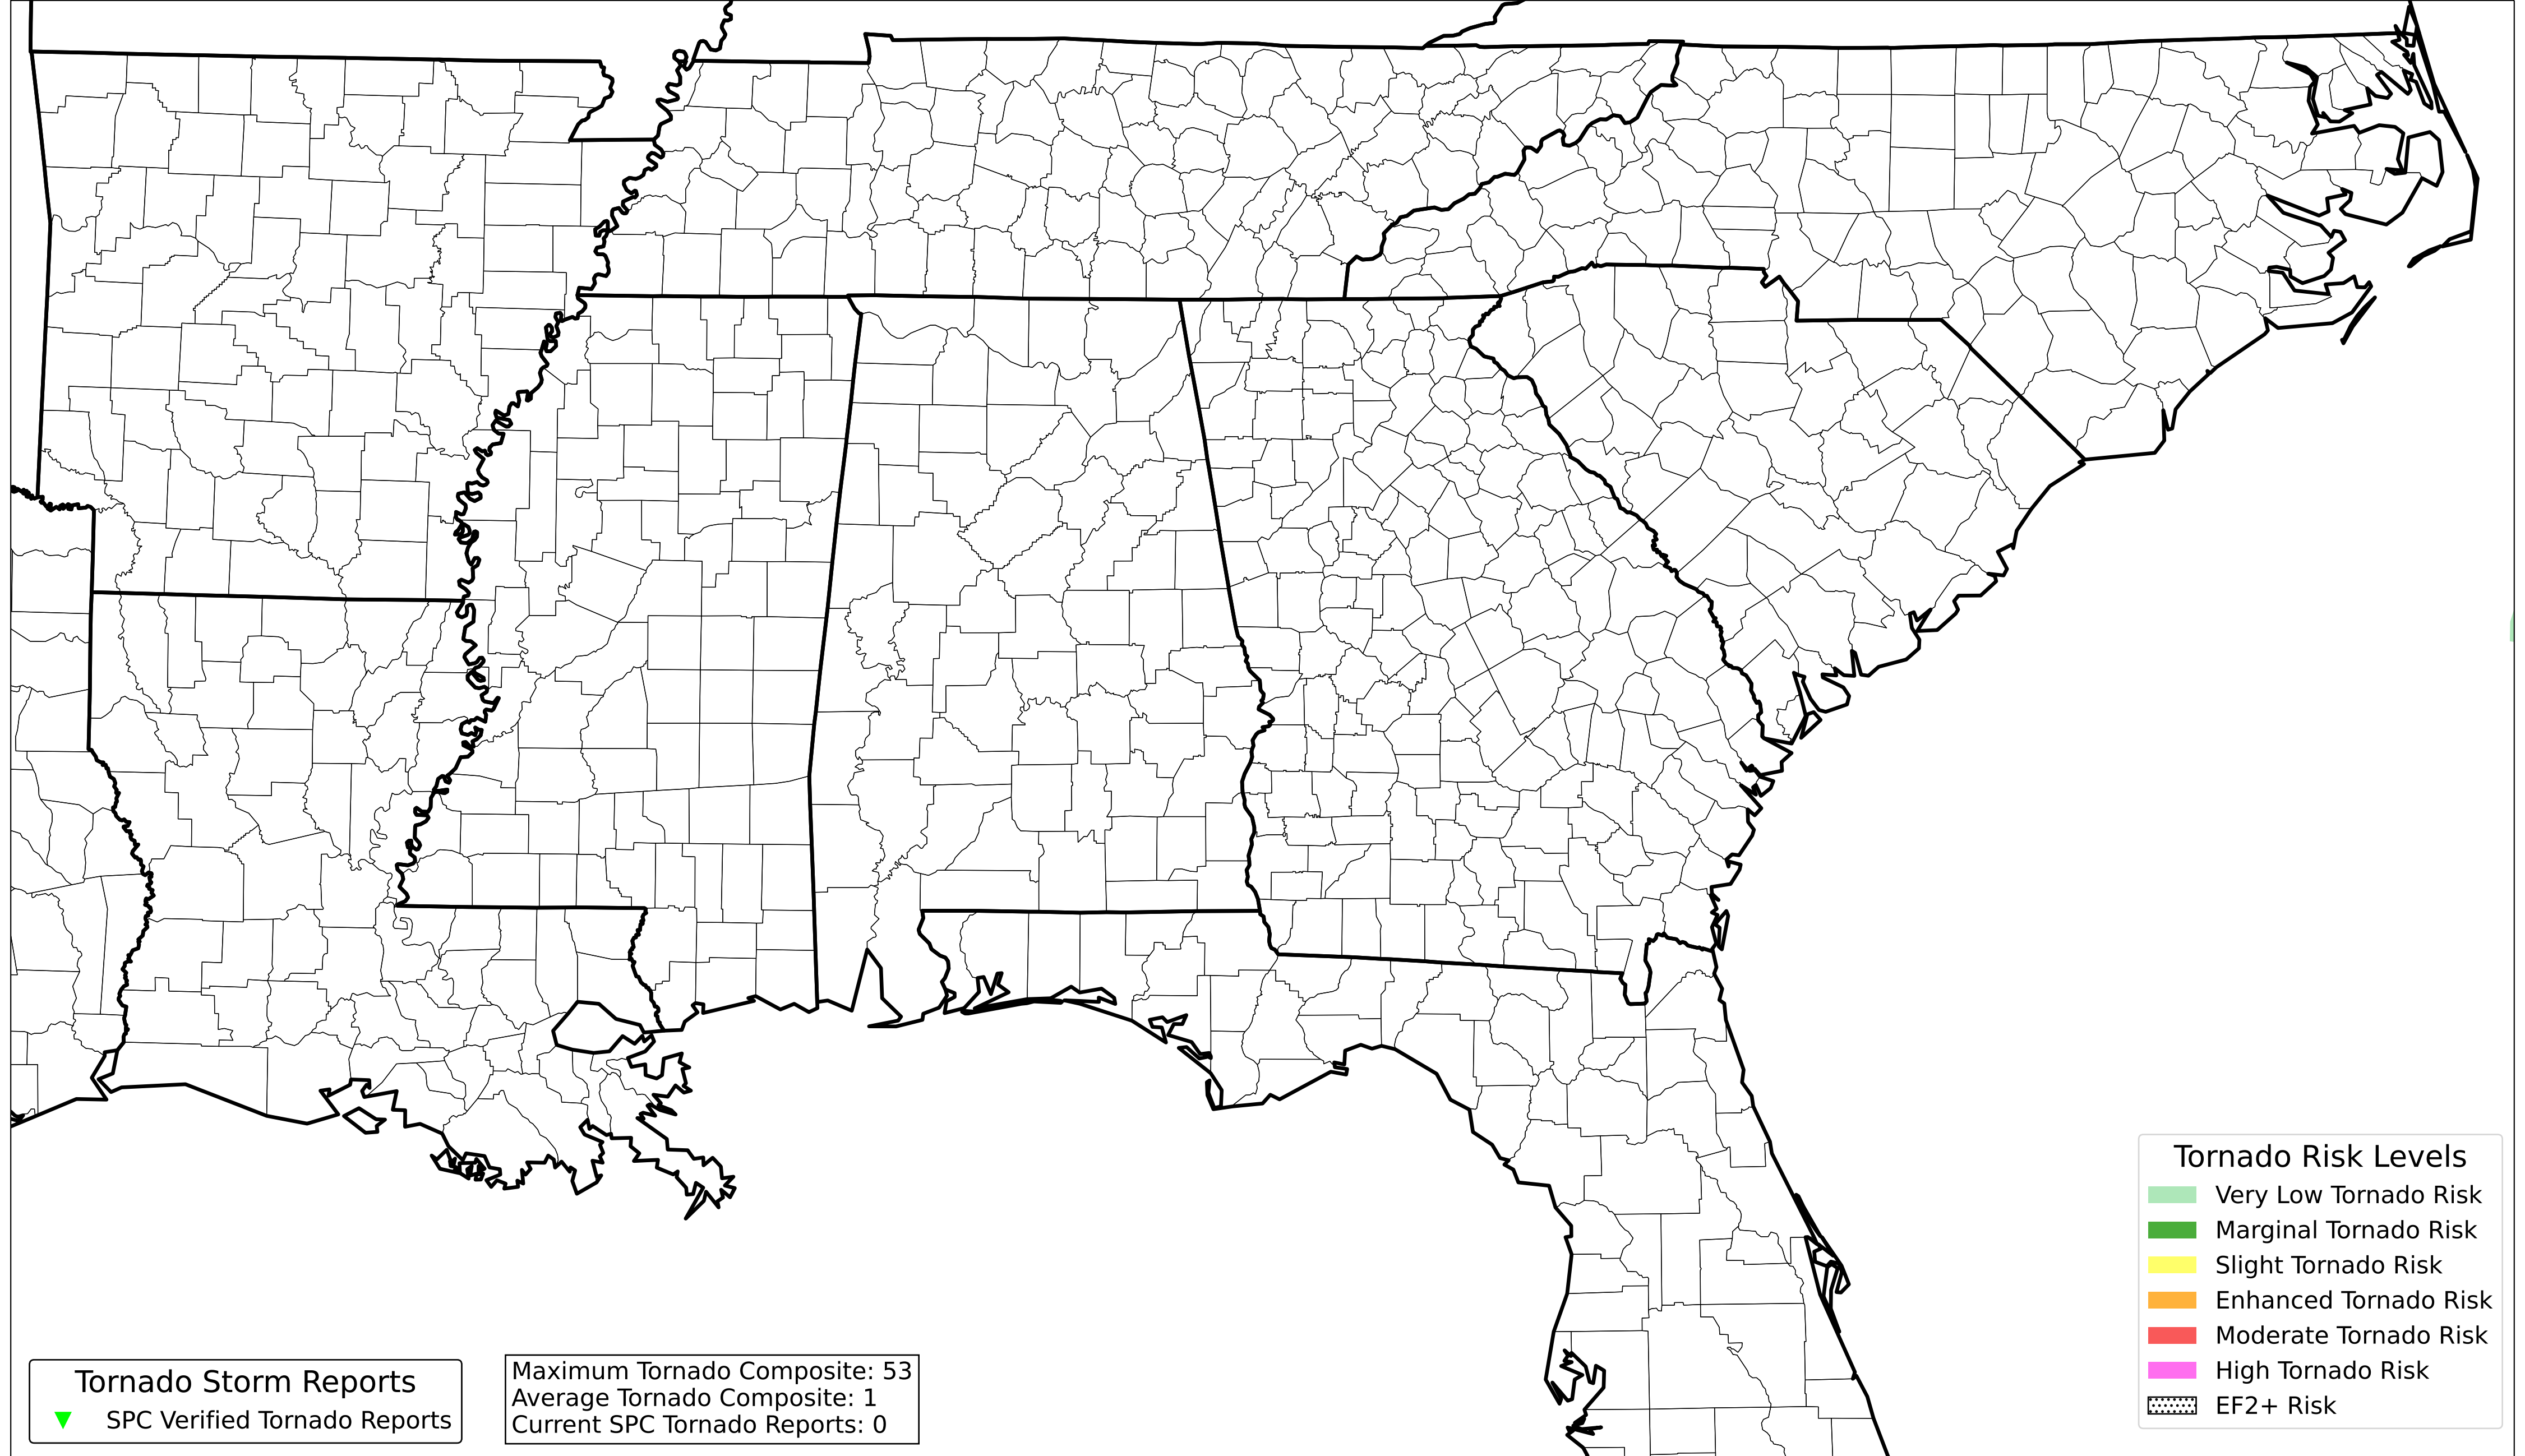 Tornado Risk Levels
Very Low Tornado Risk
Marginal Tornado Risk
Slight Tornado Risk
Enhanced Tornado Risk
Moderate Tornado Risk
High Tornado Risk
EF2+ Risk
Tornado Storm Reports
SPC Verified Tornado Reports
Maximum Tornado Composite: 53
Average Tornado Composite: 1
Current SPC Tornado Reports: 0